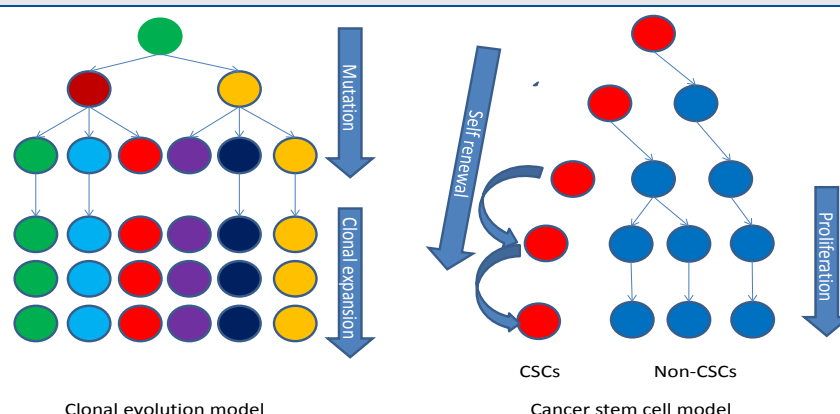 Mutation
Clonal expansion
Self renewal
Proliferation
CSCs
Non-CSCs
Clonal evolution model
Cancer stem cell model